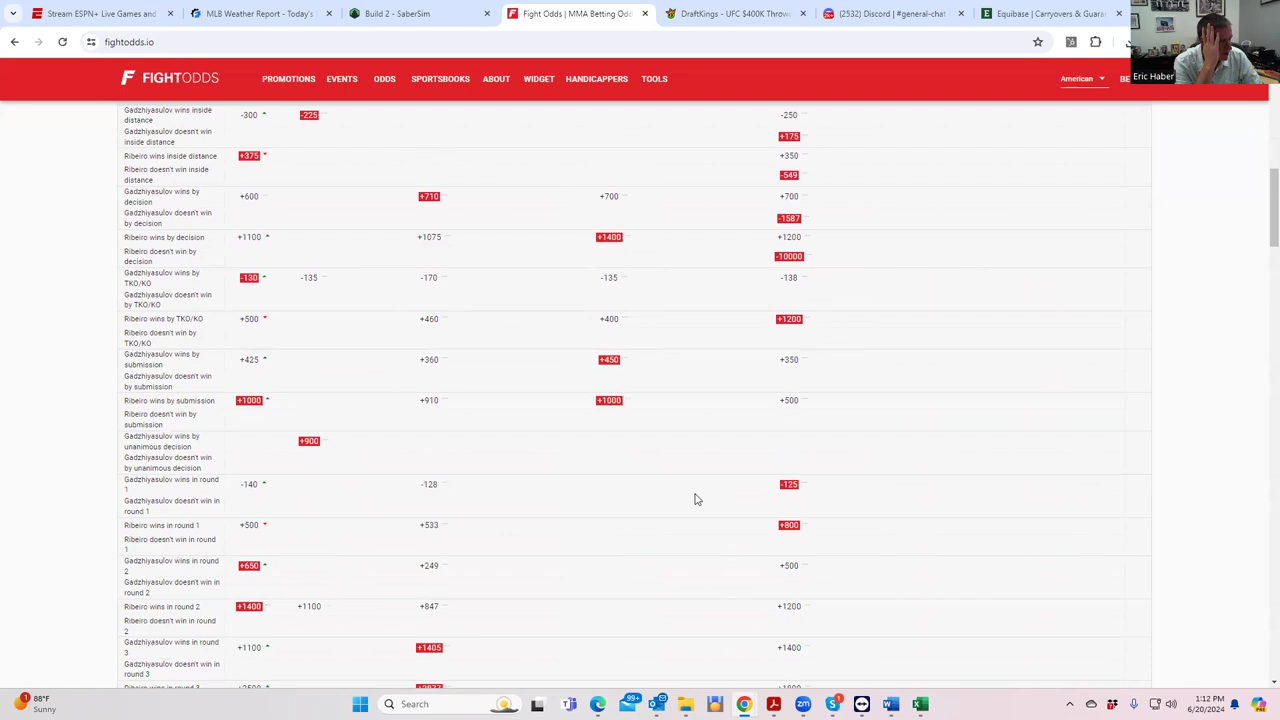 Stream ESPN+ Live Games and
MLB Weather Report - Today's
Build 2 - SaberSim
Fight Odds | MMA Betting Odd
DraftKings - $400K Throw
(2532) Di general-cha
Equibase | Carryovers & Guara
fightodds.io
FIGHTODDS
PROMOTIONS EVENTS ODDS SPORTSBOOKS ABOUT WIDGET HANDICAPPERS TOOLS
American
BE
Eric Haber
Gadzhiyasulov wins inside
distance
-300 -225 -250
Gadzhiyasulov doesn't win
inside distance
+175
Ribeiro wins inside distance +375 +350
Ribeiro doesn't win inside
distance
-549
Gadzhiyasulov wins by
decision
+600 +710 +700 +700
Gadzhiyasulov doesn't win
by decision
-1587
Ribeiro wins by decision +1100 +1075 +1400 +1200
Ribeiro doesn't win by
decision
-10000
Gadzhiyasulov wins by
TKO/KO
-130 -135 -170 -135 -138
Gadzhiyasulov doesn't win
by TKO/KO
Ribeiro wins by TKO/KO +500 +460 +400 +1200
Ribeiro doesn't win by
TKO/KO
Gadzhiyasulov wins by
submission
+425 +360 +450 +350
Gadzhiyasulov doesn't win
by submission
Ribeiro wins by submission +1000 +910 +1000 +500
Ribeiro doesn't win by
submission
Gadzhiyasulov wins by
unanimous decision
+900
Gadzhiyasulov doesn't win
by unanimous decision
Gadzhiyasulov wins in round
1
-140 -128 -125
Gadzhiyasulov doesn't win in
round 1
Ribeiro wins in round 1 +500 +533 +800
Ribeiro doesn't win in round
1
Gadzhiyasulov wins in round
2
+650 +249 +500
Gadzhiyasulov doesn't win in
round 2
Ribeiro wins in round 2 +1400 +1100 +847 +1200
Ribeiro doesn't win in round
2
Gadzhiyasulov wins in round
3
+1100 +1405 +1400
Gadzhiyasulov doesn't win in
round 3
88°F
Sunny
Search
99+
1:12 PM
6/20/2024